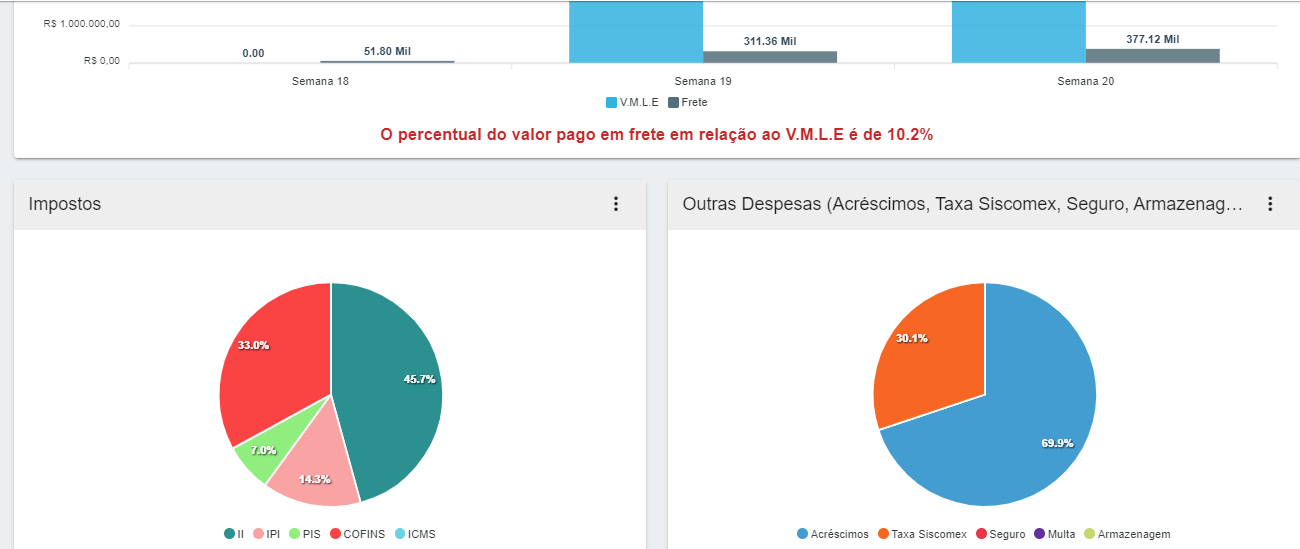 R$ 1.000.000,00
R$ 0,00
0.00
51.80 Mil
311.36 Mil
377.12 Mil
Semana 18
Semana 19
Semana 20
V.M.L.E
Frete
O percentual do valor pago em frete em relação ao V.M.L.E é de 10.2%
Impostos
33.0%
45.7%
7.0%
14.3%
II
IPI
PIS
COFINS
ICMS
Outras Despesas (Acréscimos, Taxa Siscomex, Seguro, Armazenag…
30.1%
69.9%
Acréscimos
Taxa Siscomex
Seguro
Multa
Armazenagem